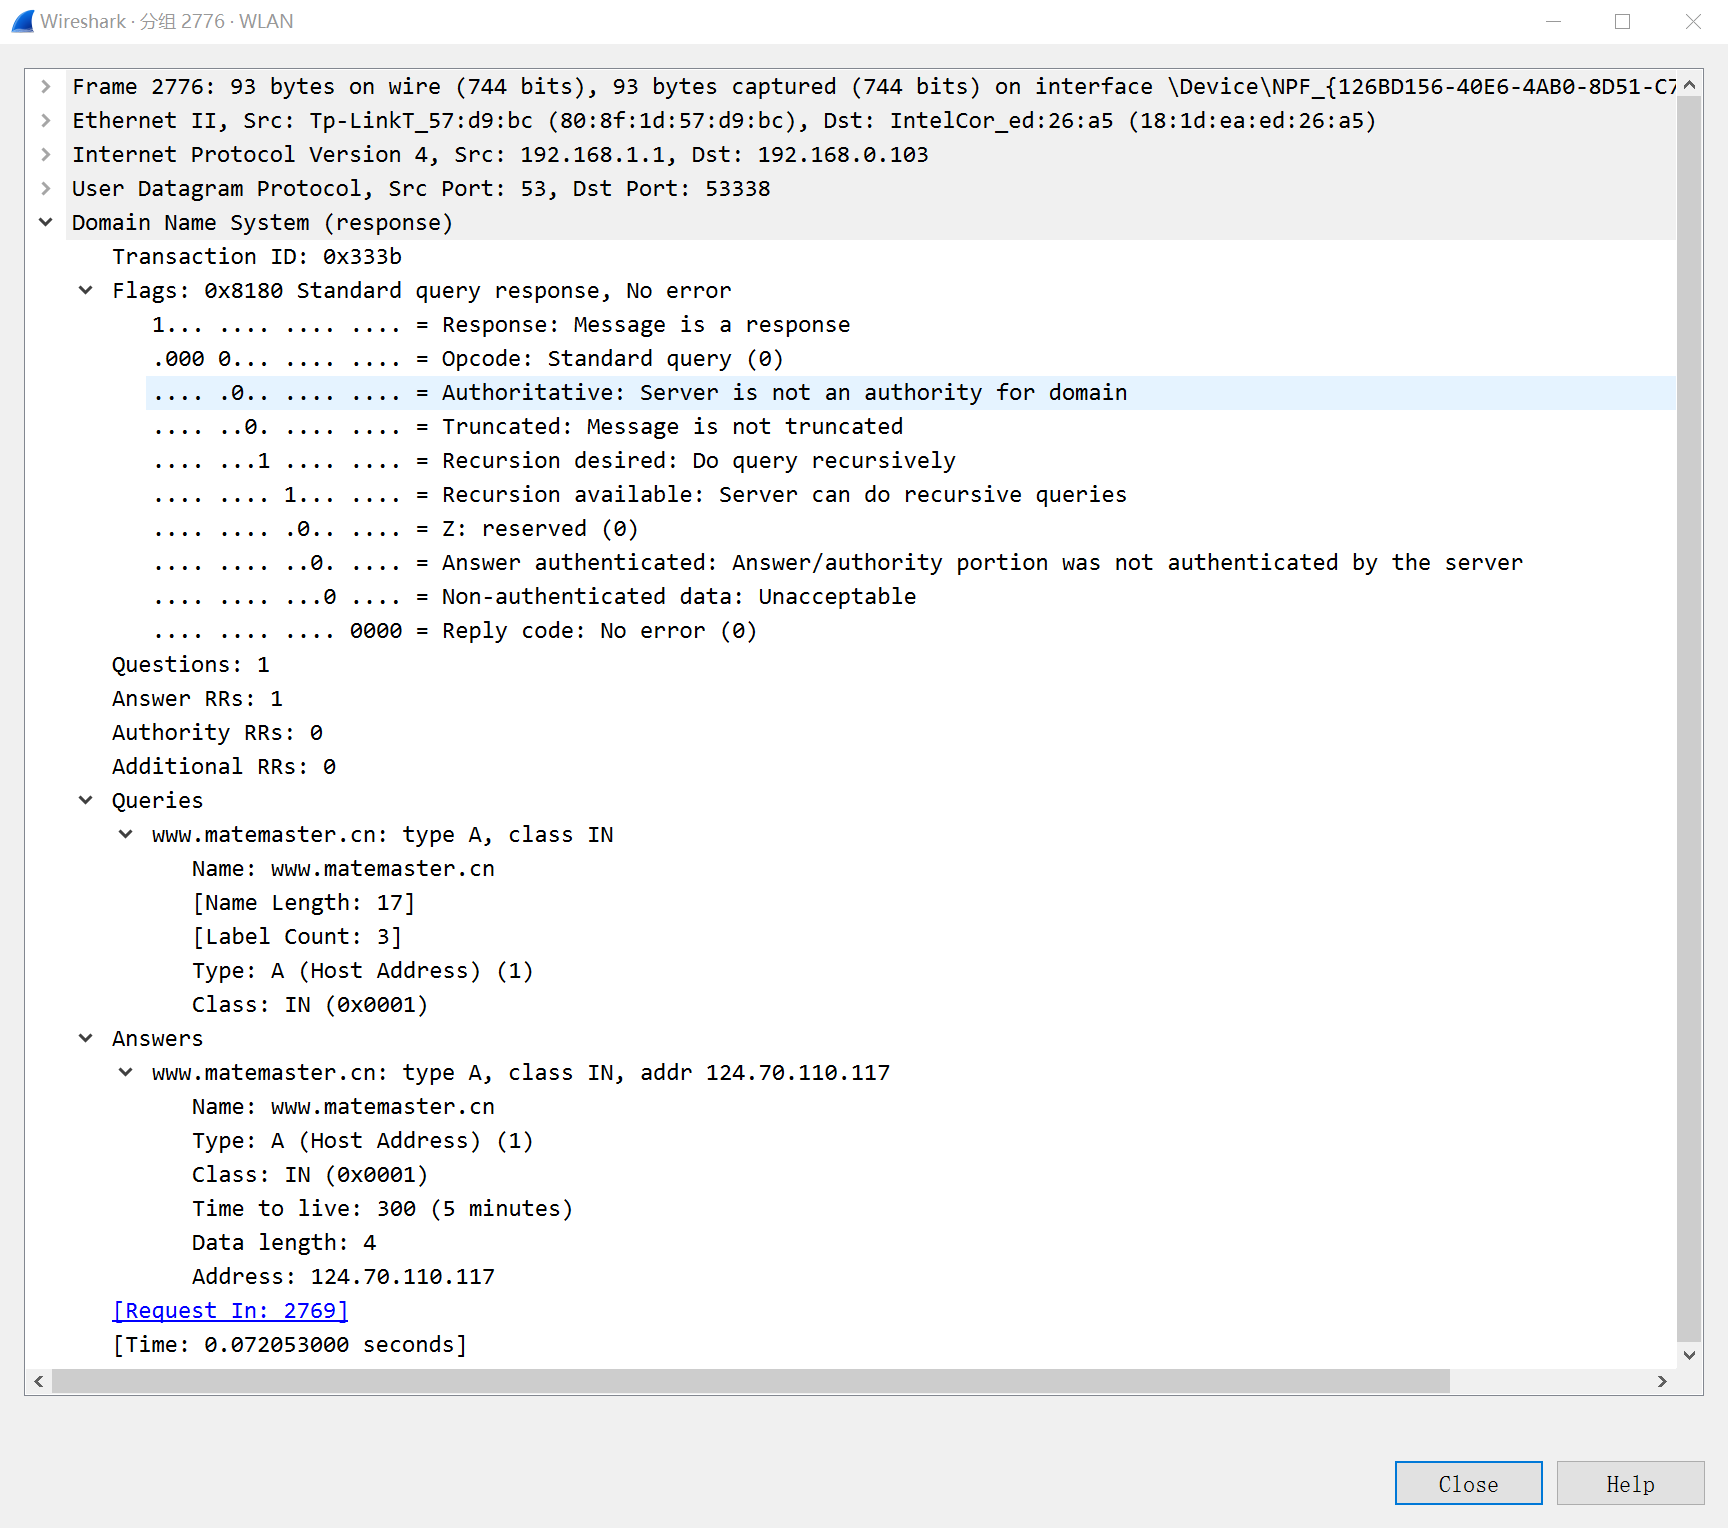 Wireshark · 分组 2776 · WLAN
Frame 2776: 93 bytes on wire (744 bits), 93 bytes captured (744 bits) on interface \Device\NPF_{126BD156-40E6-4AB0-8D51-C7
Ethernet II, Src: Tp-LinkT_57:d9:bc (80:8f:1d:57:d9:bc), Dst: IntelCor_ed:26:a5 (18:1d:ea:ed:26:a5)
Internet Protocol Version 4, Src: 192.168.1.1, Dst: 192.168.0.103
User Datagram Protocol, Src Port: 53, Dst Port: 53338
Domain Name System (response)
Transaction ID: 0x333b
Flags: 0x8180 Standard query response, No error
1... .... .... .... = Response: Message is a response
.000 0... .... .... = Opcode: Standard query (0)
.... .0.. .... .... = Authoritative: Server is not an authority for domain
.... ..0. .... .... = Truncated: Message is not truncated
.... ...1 .... .... = Recursion desired: Do query recursively
.... .... 1... .... = Recursion available: Server can do recursive queries
.... .... .0.. .... = Z: reserved (0)
.... .... ..0. .... = Answer authenticated: Answer/authority portion was not authenticated by the server
.... .... ...0 .... = Non-authenticated data: Unacceptable
.... .... .... 0000 = Reply code: No error (0)
Questions: 1
Answer RRs: 1
Authority RRs: 0
Additional RRs: 0
Queries
www.matemaster.cn: type A, class IN
Name: www.matemaster.cn
[Name Length: 17]
[Label Count: 3]
Type: A (Host Address) (1)
Class: IN (0x0001)
Answers
www.matemaster.cn: type A, class IN, addr 124.70.110.117
Name: www.matemaster.cn
Type: A (Host Address) (1)
Class: IN (0x0001)
Time to live: 300 (5 minutes)
Data length: 4
Address: 124.70.110.117
[Request In: 2769]
[Time: 0.072053000 seconds]
Close Help